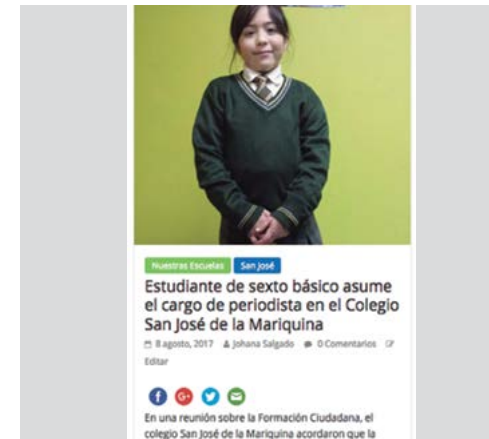 Nuestras Escuelas San José
Estudiante de sexto básico asume
el cargo de periodista en el Colegio
San José de la Mariquina
8 agosto, 2017 Johana Salgado 0 Comentarios
Editar
En una reunión sobre la Formación Ciudadana, el
colegio San José de la Mariquina acordaron que la